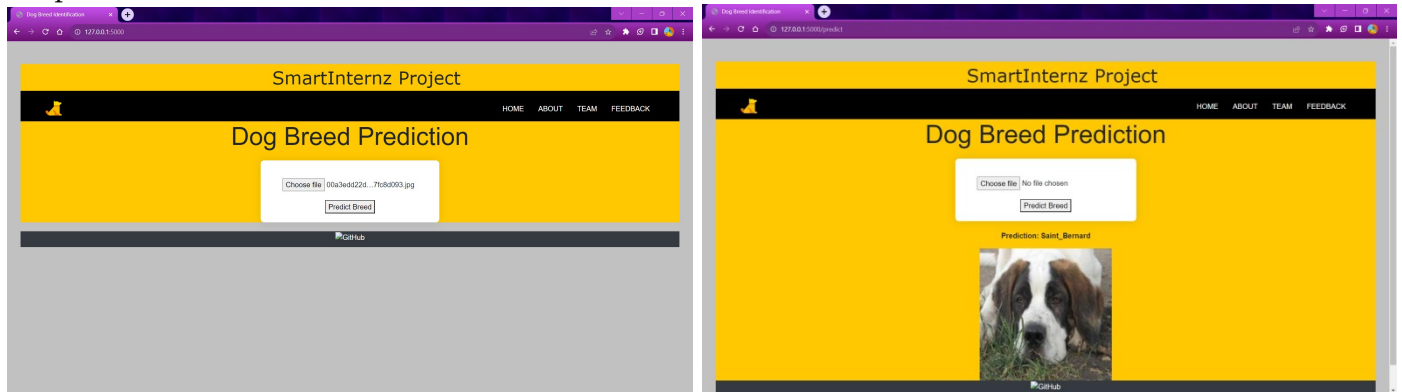 Dog Breed Identification
127.0.0.1:5000
SmartInternz Project
HOME ABOUT TEAM FEEDBACK
Dog Breed Prediction
Choose file 00a3edd22d...7fc8d093.jpg
Predict Breed
GitHub
Dog Breed Identification
127.0.0.1:5000/predict
SmartInternz Project
HOME ABOUT TEAM FEEDBACK
Dog Breed Prediction
Choose file No file chosen
Predict Breed
Prediction: Saint_Bernard
GitHub